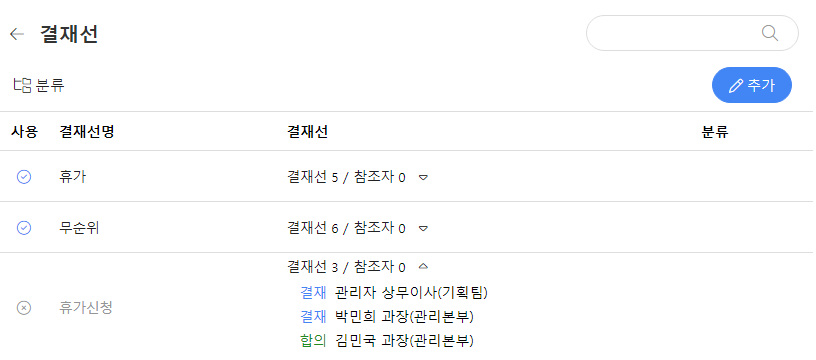 결재선
분류
추가
사용 결재선명 결재선 분류
휴가 결재선 5 / 참조자 0
무순위 결재선 6 / 참조자 0
결재선 3 / 참조자 0
휴가신청
결재 관리자 상무이사(기획팀)
결재 박민희 과장(관리본부)
합의 김민국 과장(관리본부)